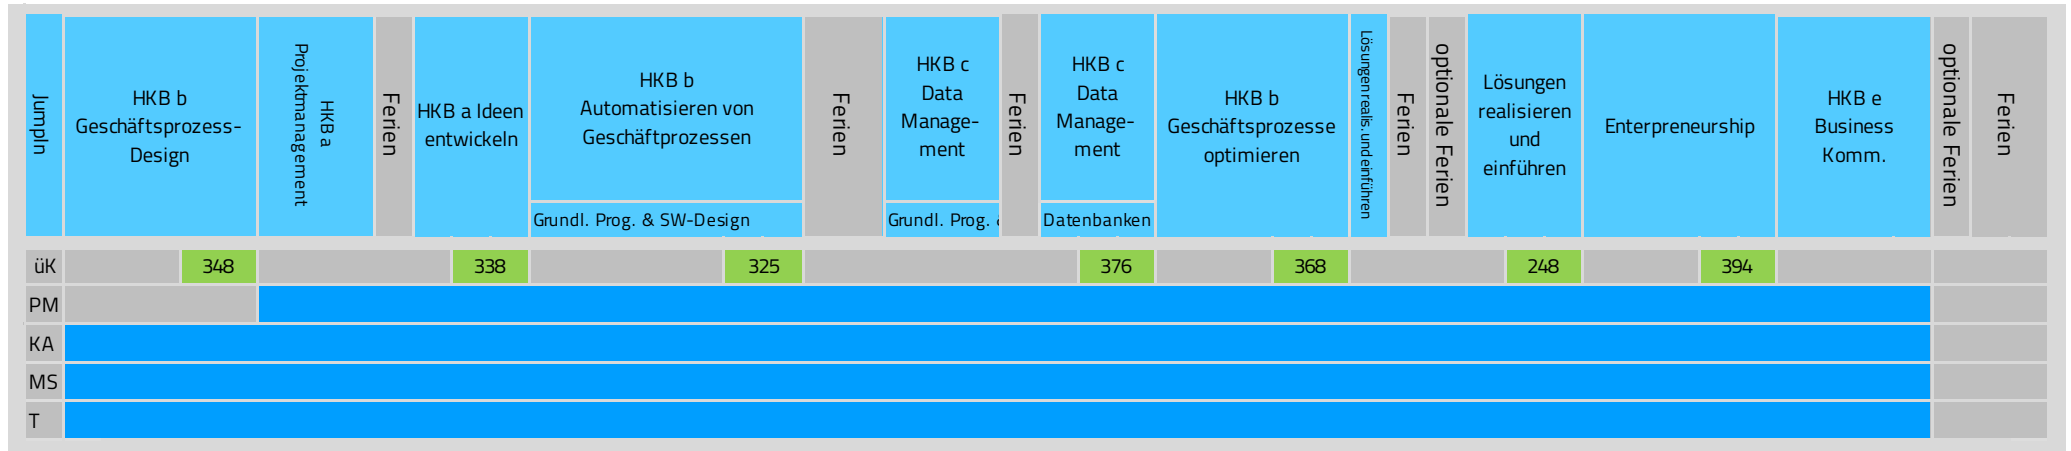 JumpIn
HKB b
Geschäftsprozess-
Design
HKB a
Projektmanagement
Ferien
HKB a Ideen
entwickeln
HKB b
Automatisieren von
Geschäftprozessen
Grundl. Prog. & SW-Design
Ferien
HKB c
Data
Manage-
ment
Grundl. Prog.
Ferien
HKB c
Data
Manage-
ment
Datenbanken
HKB b
Geschäftsprozesse
optimieren
Lösungen realis. und einführen
Ferien
optionale Ferien
Lösungen
realisieren
und
einführen
Enterpreneurship
HKB e
Business
Komm.
optionale Ferien
Ferien
üK
348
338
325
376
368
248
394
PM
KA
MS
T